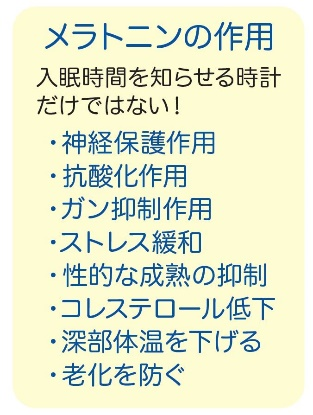 メラトニンの作用
入眠時間を知らせる時計
だけではない！
・神経保護作用
・抗酸化作用
・ガン抑制作用
・ストレス緩和
・性的な成熟の抑制
・コレステロール低下
・深部体温を下げる
・老化を防ぐ